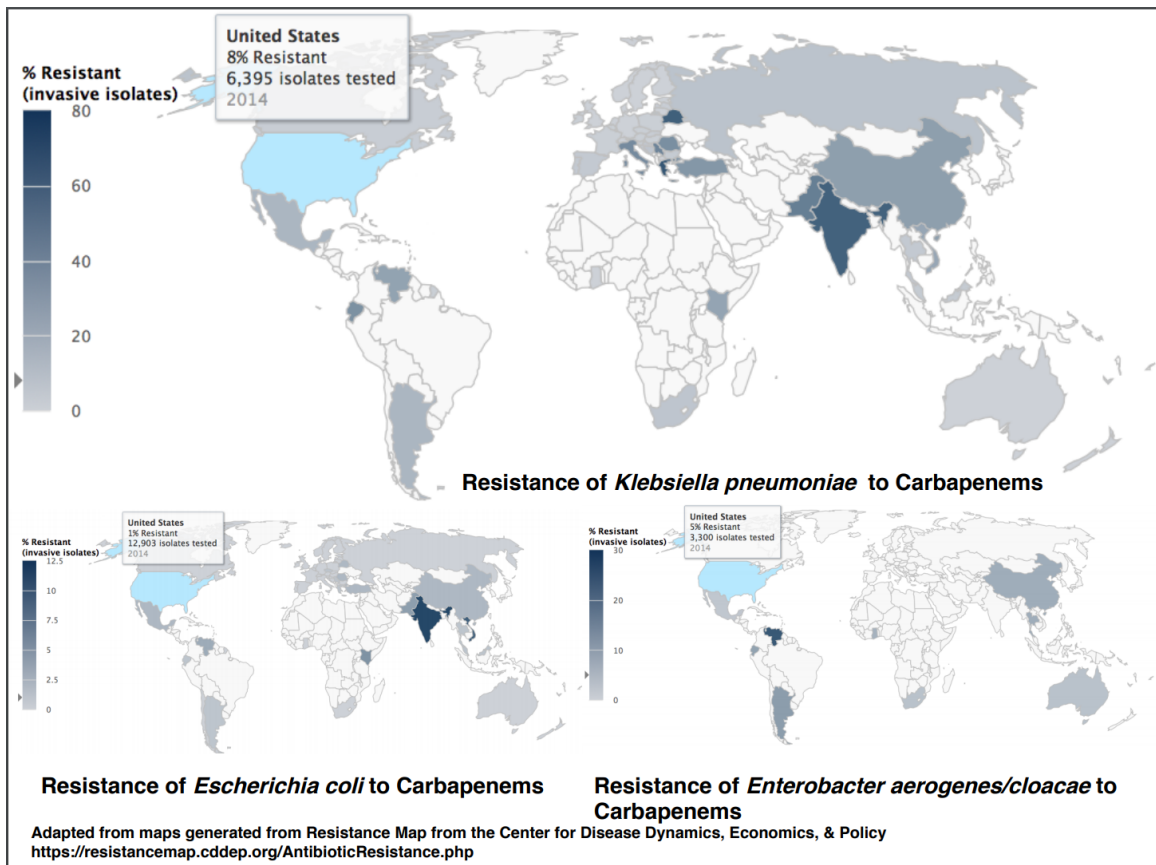 United States
8% Resistant
6,395 isolates tested
2014
% Resistant
(invasive isolates)
80
60
40
20
0
Resistance of Klebsiella pneumoniae to Carbapenems
United States
1% Resistant
12,903 isolates tested
2014
% Resistant
(invasive isolates)
12.5
10
7.5
5
2.5
0
Resistance of Escherichia coli to Carbapenems
United States
5% Resistant
3,300 isolates tested
2014
% Resistant
(invasive isolates)
30
20
10
0
Resistance of Enterobacter aerogenes/cloacae to
Carbapenems
Adapted from maps generated from Resistance Map from the Center for Disease Dynamics, Economics, & Policy
https://resistancemap.cddep.org/AntibioticResistance.php